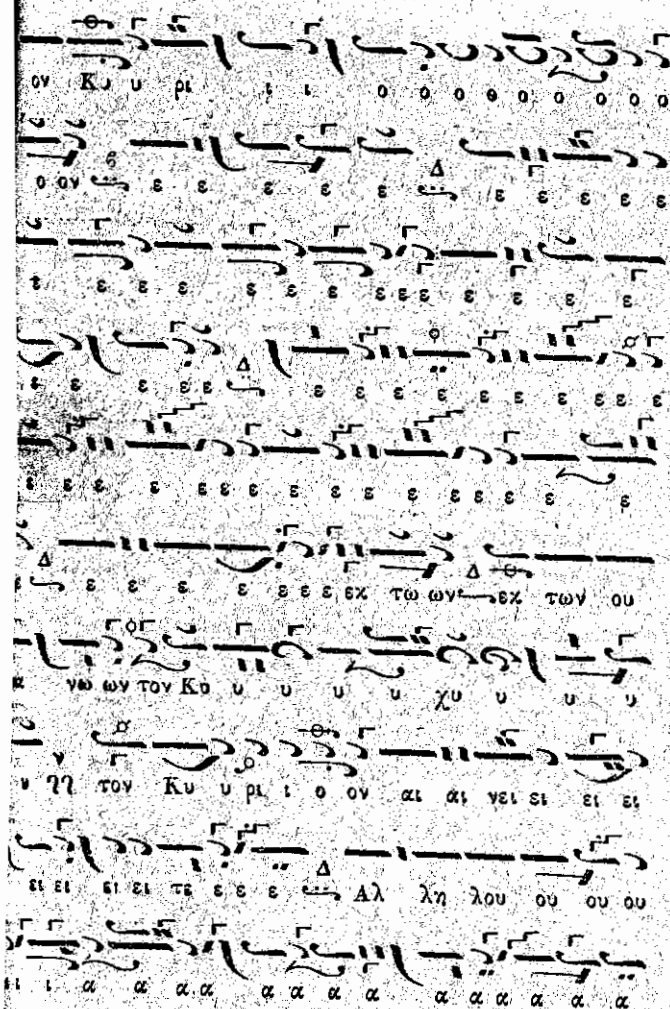 ον Κυ υ ρι ι ι ο ο ο ο ο ο ο ο ο
ο ον ε ε ε ε ε Δ ε ε ε ε ε
ε ε ε ε ε ε ε ε ε ε ε ε ε ε
ε ε ε ε ε Δ ε ε ε ε ε ε ε ε ε
ε ε ε ε ε ε ε ε ε ε ε ε ε ε ε
ε Δ ε ε ε ε ε ε ε εκ τω ων Δ εκ των ου
νω ων τον Κυ υ υ υ υ χυ υ υ υ
υ ηη τον Κυ υ ρι ι ο ον αι αι νει ει ει ει
ει ει ει ει τε ε ε ε Δ Αλ λη λου ου ου ου
ι ι α α α α α α α α α α α α α